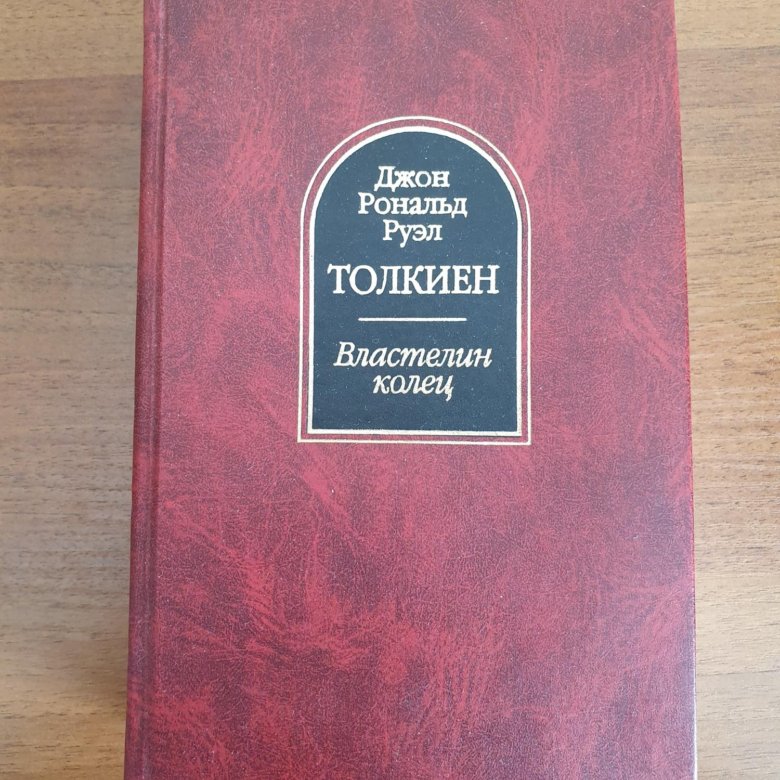 Джон
Рональд
Руэл
ТОЛКИЕН
Властелин
колец